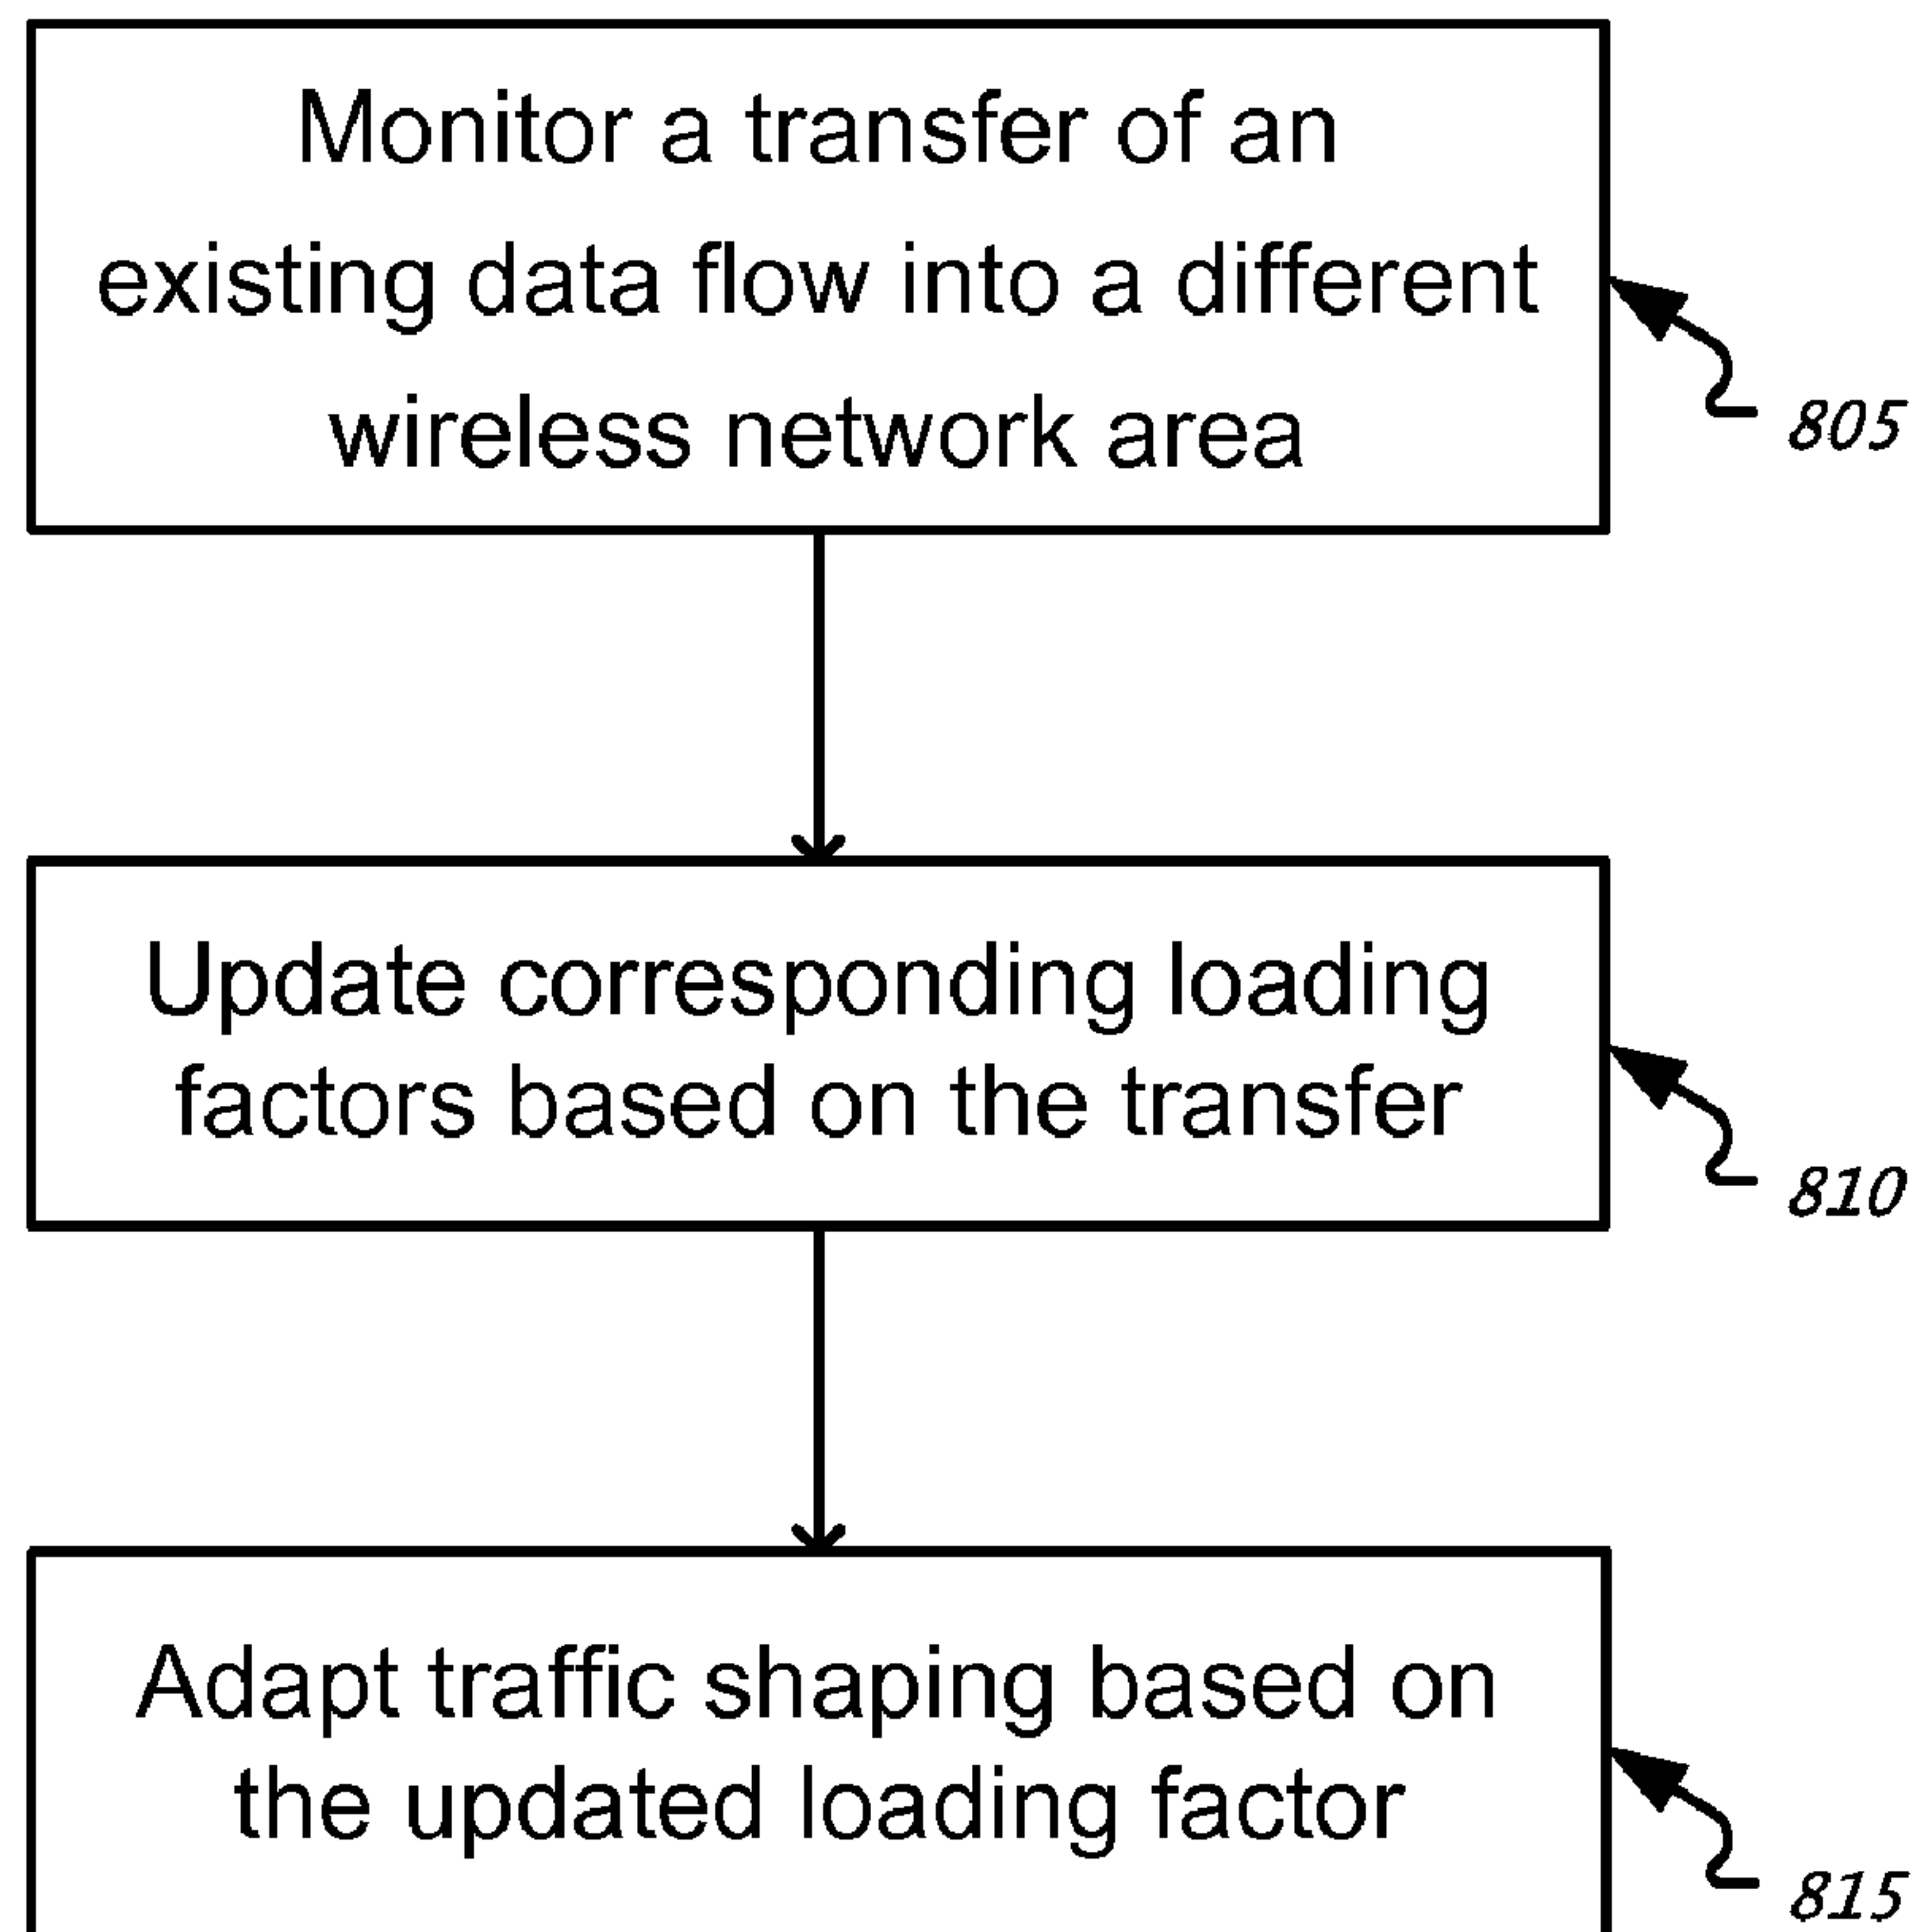 Monitor a transfer of an
existing data flow into a different
wireless network area
805
Update corresponding loading
factors based on the transfer
810
Adapt traffic shaping based on
the updated loading factor
815